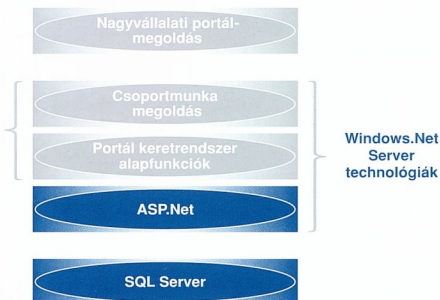 Nagyvállalati portál-
megoldás
Csoportmunka
megoldás
Portál keretrendszer
alapfunkciók
ASP.Net
SQL Server
Windows.Net
Server
technológiák